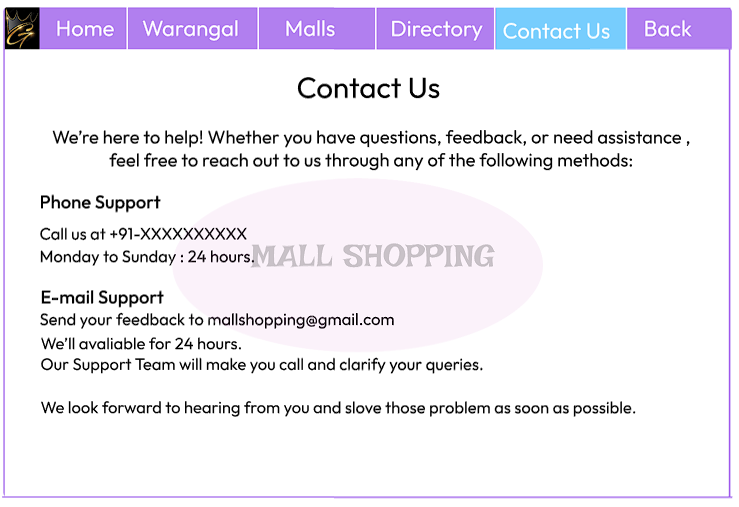 Home Warangal Malls Directory Contact Us Back
Contact Us
We're here to help! Whether you have questions, feedback, or need assistance ,
feel free to reach out to us through any of the following methods:
Phone Support
Call us at +91-XXXXXXXXXX
Monday to Sunday : 24 hours.
MALL SHOPPING
E-mail Support
Send your feedback to mallshopping@gmail.com
We'll avaliable for 24 hours.
Our Support Team will make you call and clarify your queries.
We look forward to hearing from you and slove those problem as soon as possible.